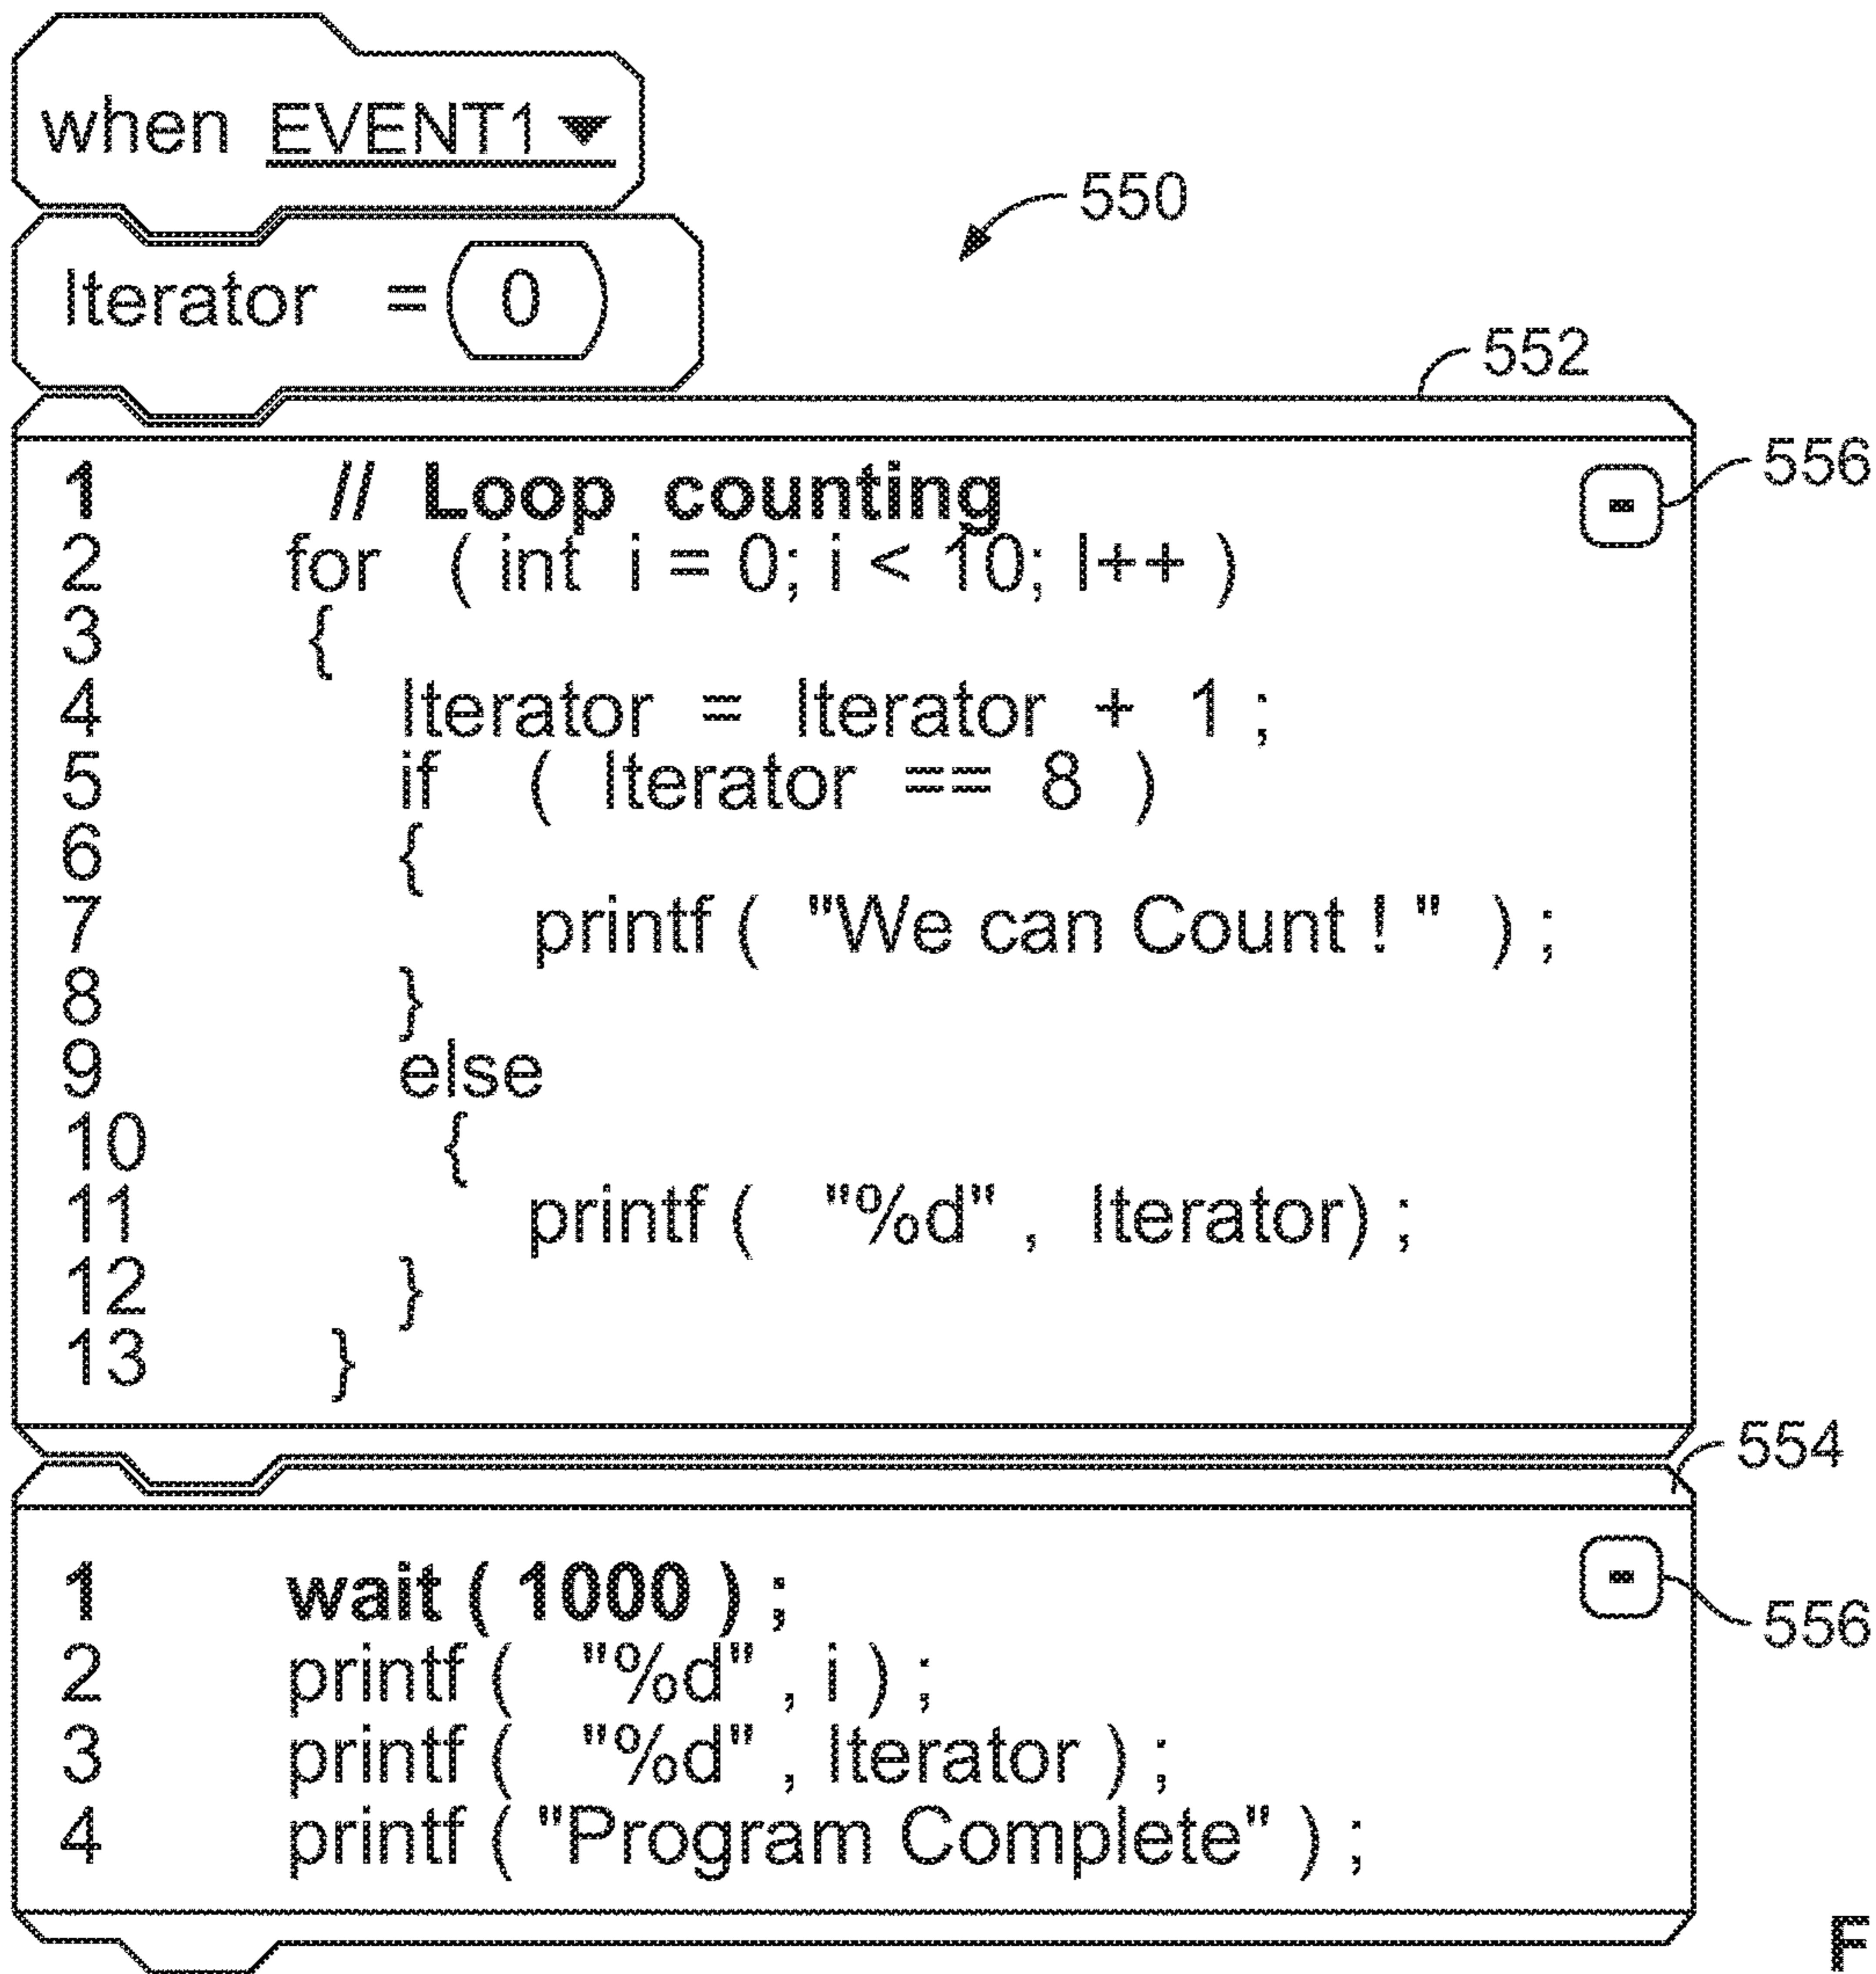 when EVENT1
550
Iterator = 0
552
556
1 // Loop counting
2 for ( int i = 0; i < 10; I++ )
3 {
4 Iterator = Iterator + 1 ;
5 if ( Iterator == 8 )
6 {
7 printf ( "We can Count ! " ) ;
8 }
9 else
10 {
11 printf ( "%d" , Iterator) ;
12 }
13 }
554
1 wait ( 1000 ) ;
556
2 printf ( "%d" , i ) ;
3 printf ( "%d" , Iterator ) ;
4 printf ( "Program Complete" ) ;
F